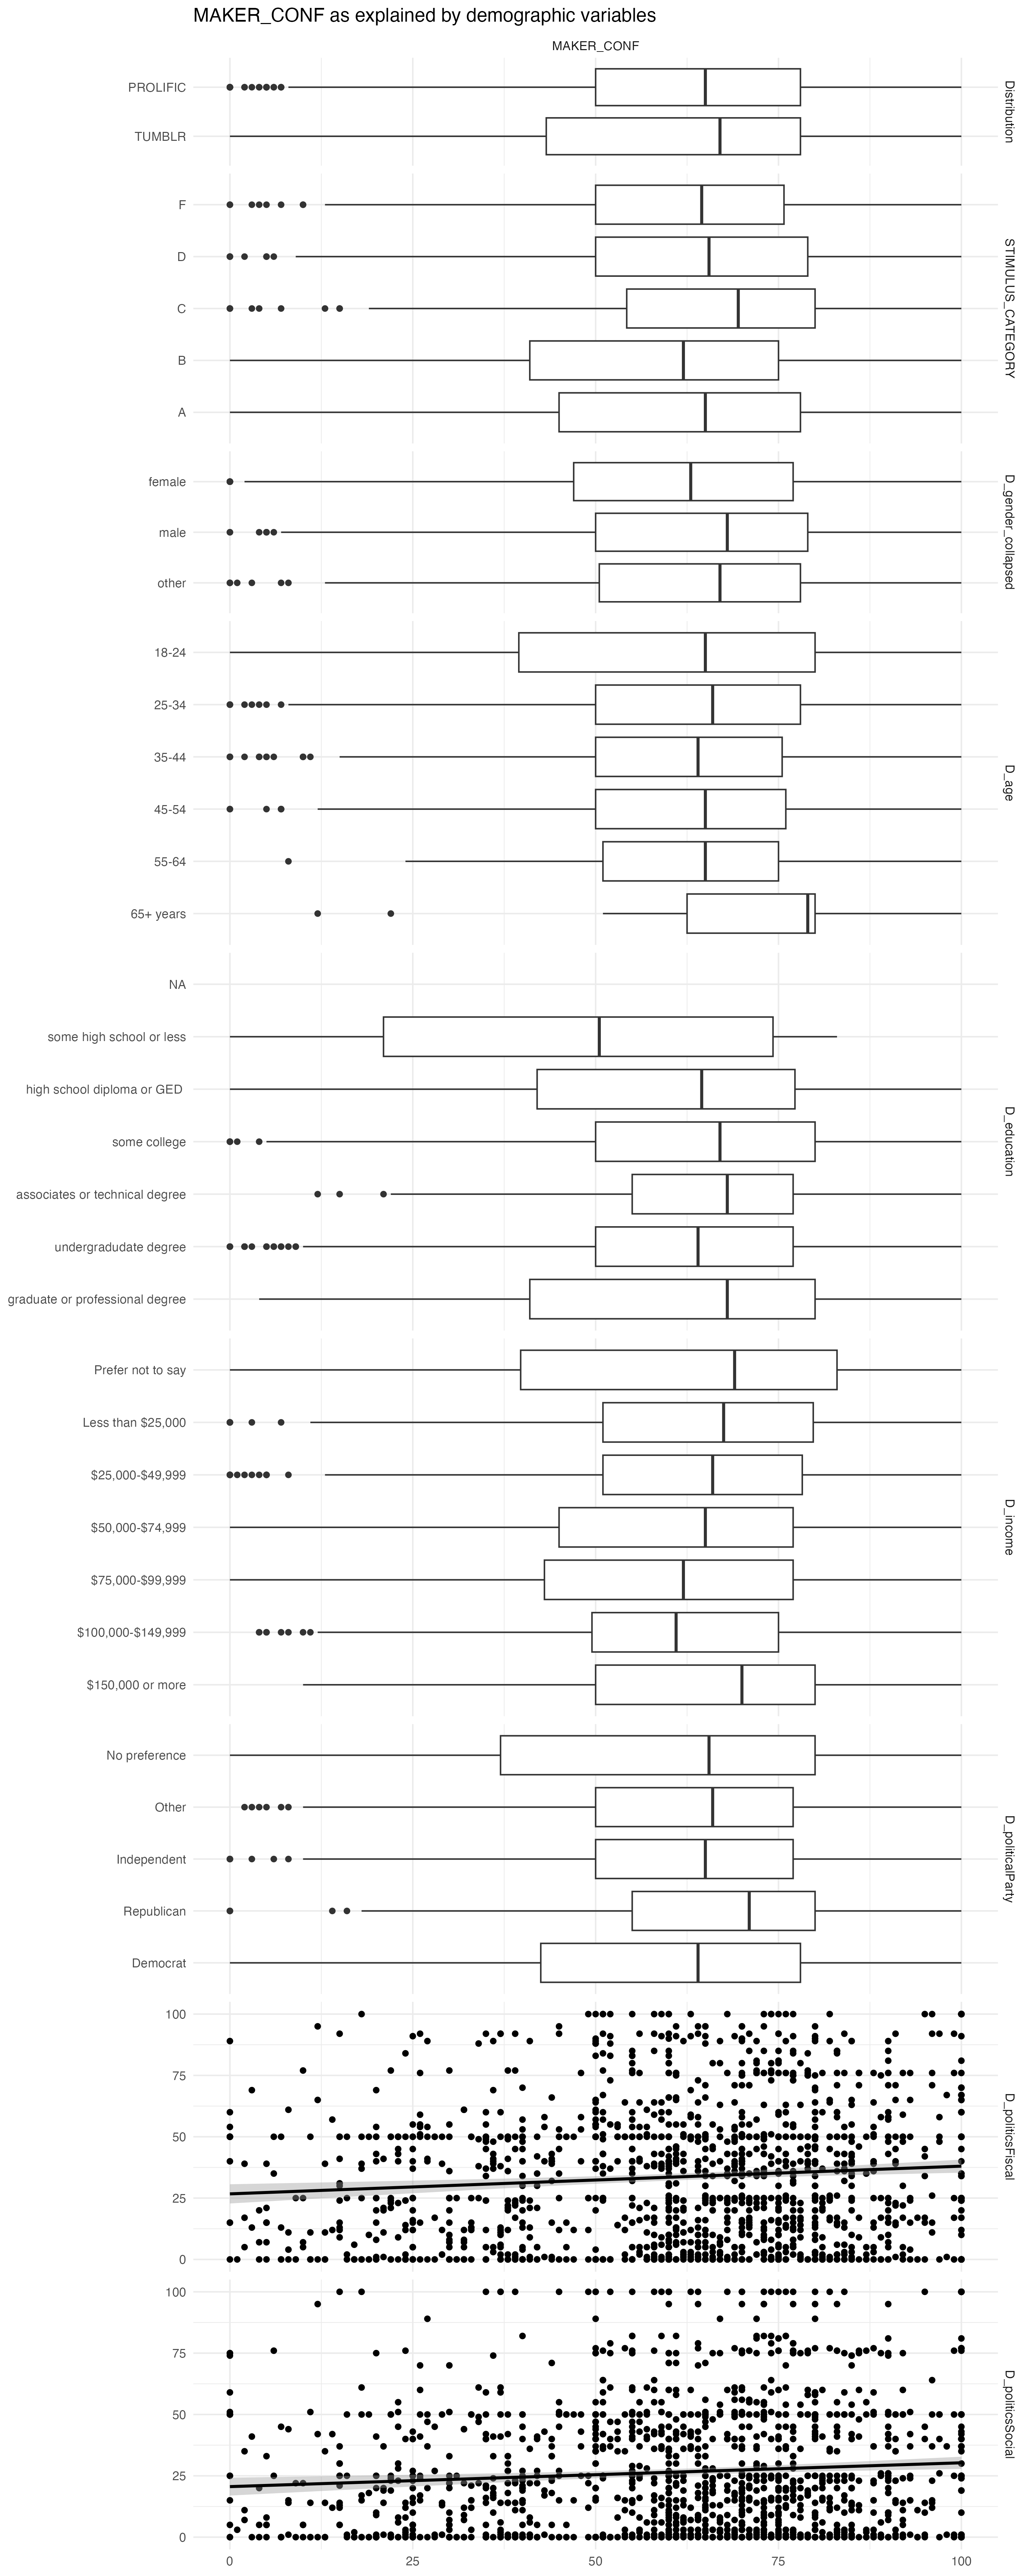 MAKER_CONF as explained by demographic variables
MAKER_CONF
PROLIFIC
TUMBLR
Distribution
F
D
C
B
A
STIMULUS_CATEGORY
female
male
other
D_gender_collapsed
18-24
25-34
35-44
45-54
55-64
65+ years
D_age
NA
some high school or less
high school diploma or GED
some college
associates or technical degree
undergradudate degree
graduate or professional degree
D_education
Prefer not to say
Less than $25,000
$25,000-$49,999
$50,000-$74,999
$75,000-$99,999
$100,000-$149,999
$150,000 or more
D_income
No preference
Other
Independent
Republican
Democrat
D_politicalParty
100
75
50
25
0
D_politicsFiscal
100
75
50
25
0
D_politicsSocial
0 25 50 75 100